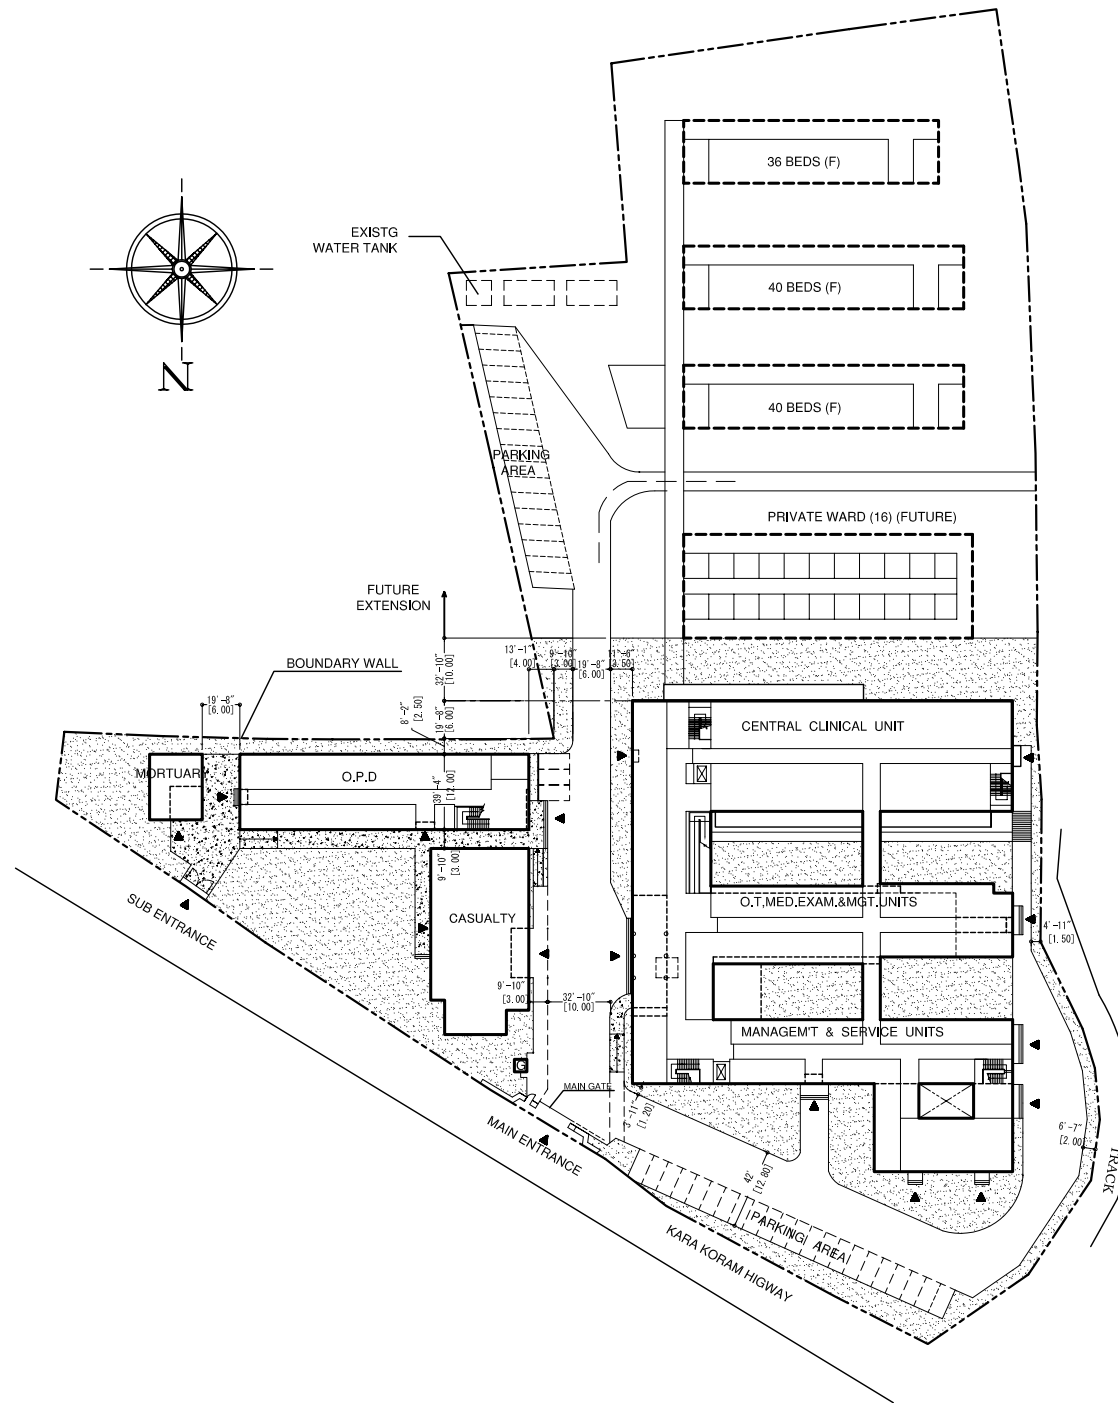 36 BEDS (F)
EXISTG
WATER TANK
40 BEDS (F)
N
40 BEDS (F)
PARKING
AREA
PRIVATE WARD (16) (FUTURE)
FUTURE
EXTENSION
13'-1"
[4.00]
9'-10"
[3.00]
19'-8"
[6.00]
11'-6"
[3.50]
32'-10"
[10.00]
BOUNDARY WALL
19'-8"
[6.00]
8'-2"
[2.50]
19'-8"
[6.00]
CENTRAL CLINICAL UNIT
MORTUARY
O.P.D
39'-4"
[12.00]
9'-10"
[3.00]
SUB ENTRANCE
CASUALTY
O.T,MED.EXAM.&MGT.UNITS
4'-11"
[1.50]
9'-10"
[3.00]
32'-10"
[10.00]
MANAGEM'T & SERVICE UNITS
G
MAIN GATE
3'-11"
[1.20]
MAIN ENTRANCE
6'-7"
[2.00]
TRACK
42'
[12.80]
PARKING AREA
KARA KORAM HIGWAY